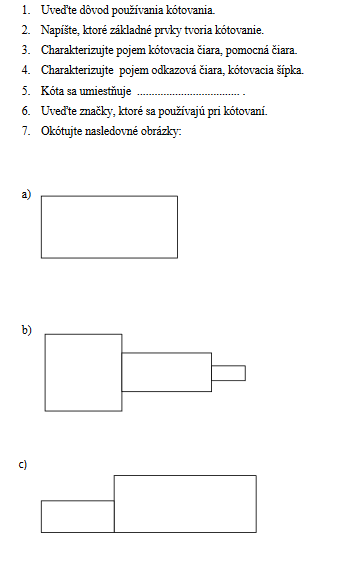 1. Uveďte dôvod používania kótovania.
2. Napíšte, ktoré základné prvky tvoria kótovanie.
3. Charakterizujte pojem kótovacia čiara, pomocná čiara.
4. Charakterizujte pojem odkazová čiara, kótovacia šípka.
5. Kóta sa umiestňuje ................................... .
6. Uveďte značky, ktoré sa používajú pri kótovaní.
7. Okótujte nasledovné obrázky:
a)
b)
c)